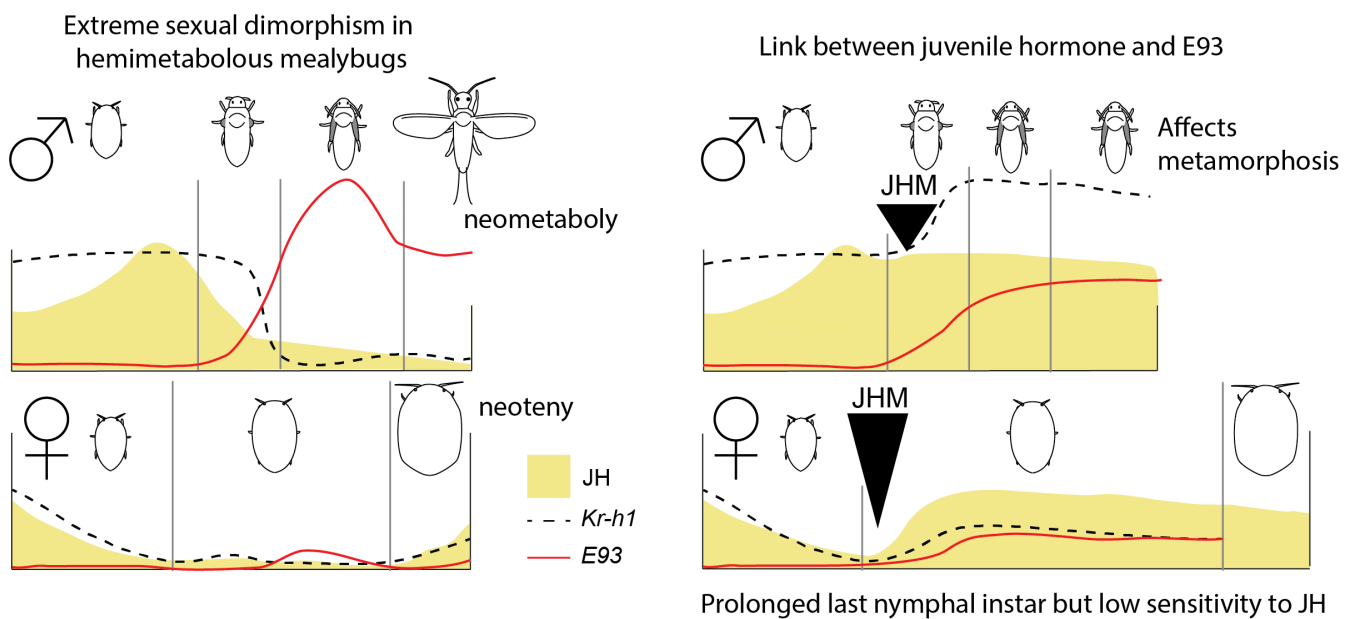 Extreme sexual dimorphism in
hemimetabolous mealybugs
neometaboly
neoteny
JH
Kr-h1
E93
Link between juvenile hormone and E93
Affects
metamorphosis
JHM
JHM
Prolonged last nymphal instar but low sensitivity to JH